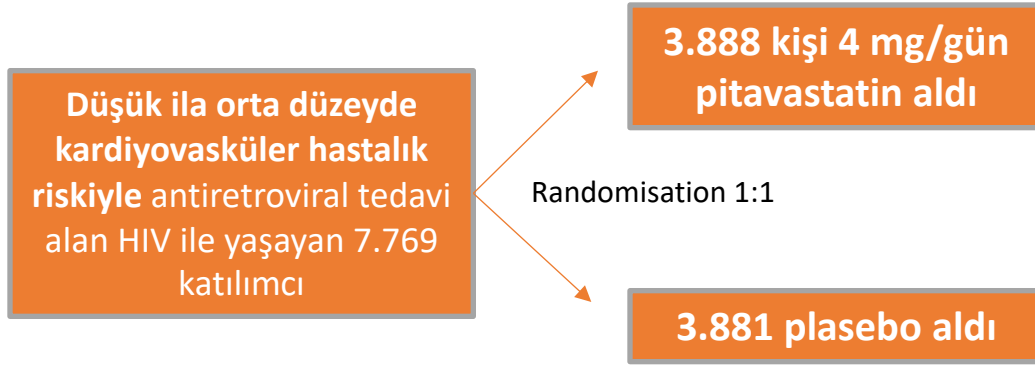 Düşük ila orta düzeyde
kardiyovasküler hastalık
riskiyle antiretroviral tedavi
alan HIV ile yaşayan 7.769
katılımcı
3.888 kişi 4 mg/gün
pitavastatin aldı
Randomisation 1:1
3.881 plasebo aldı